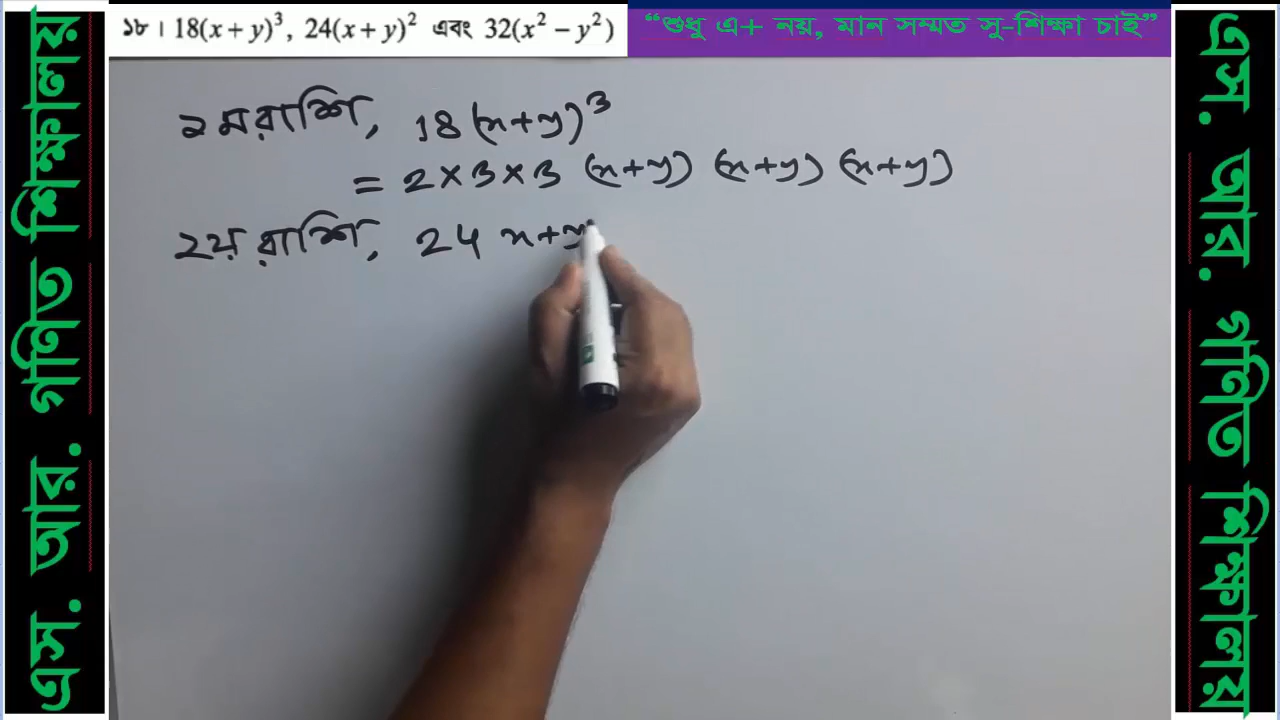 এস. আর. গণিত শিক্ষালয়
১৮। 18(x + y)³, 24(x + y)² এবং 32(x² − y²)
“শুধু এ+ নয়, মান সম্মত সু-শিক্ষা চাই”
১ম রাশি, 18(x+y)³
= 2×3×3 (x+y) (x+y) (x+y)
২য় রাশি, 24 x+y
এস. আর. গণিত শিক্ষালয়